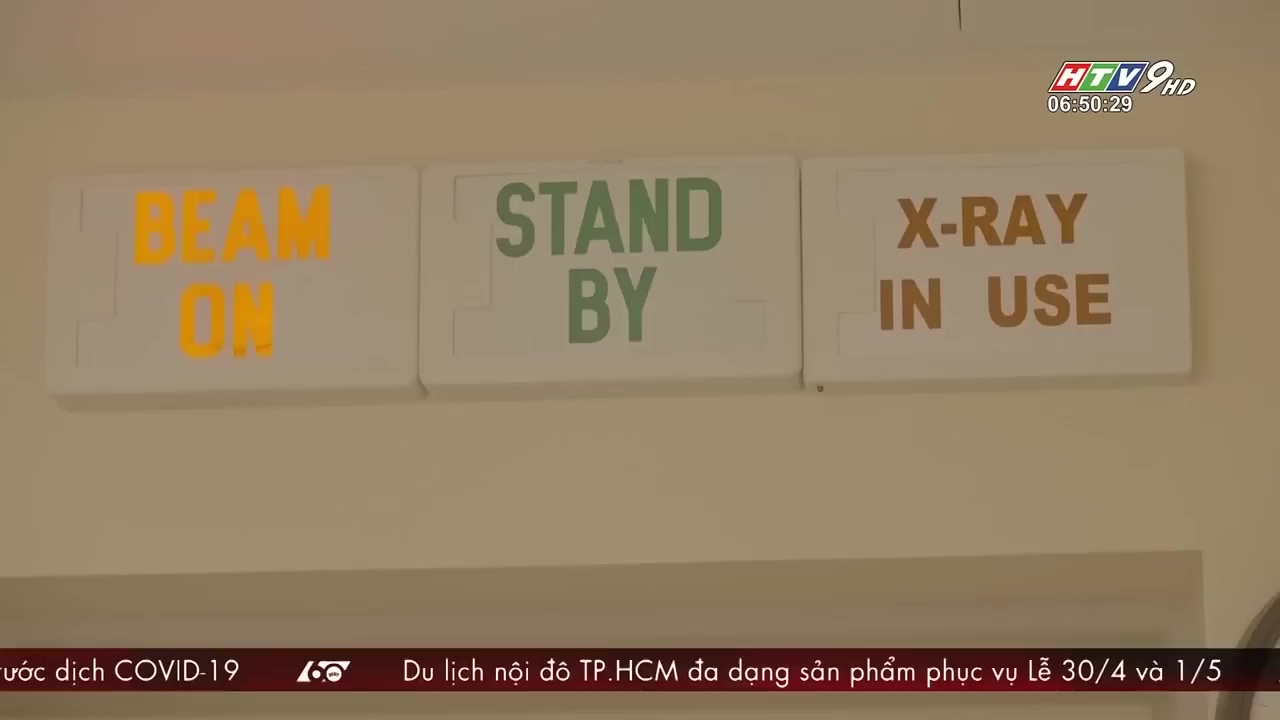 HTV9HD
06:50:29
BEAM
ON
STAND
BY
X-RAY
IN USE
dịch COVID-19 60 Du lịch nội đô TP.HCM đa dạng sản phẩm phục vụ Lễ 30/4 và 1/5